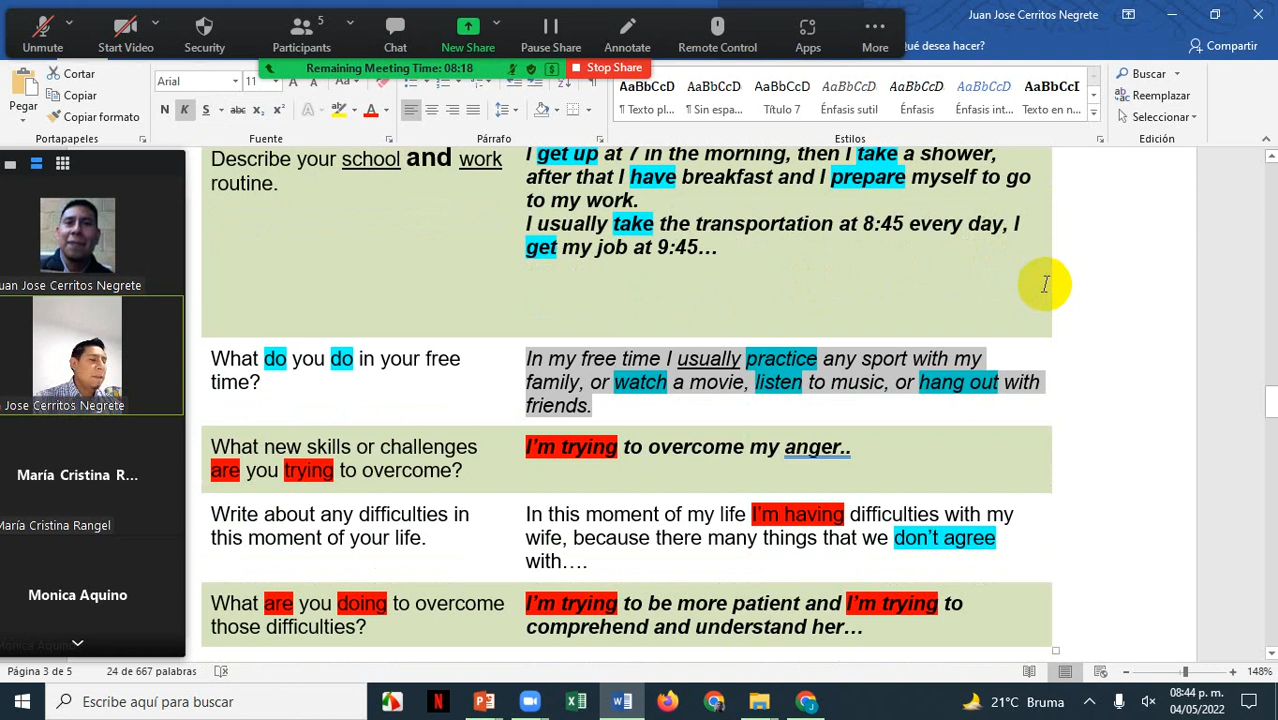 Juan Jose Cerritos Negrete
5
Unmute
Start Video
Security
Participants
Chat
New Share
Pause Share
Annotate
Remote Control
Apps
More
Qué desea hacer?
Compartir
Remaining Meeting Time: 08:18
Stop Share
Pegar
Cortar
Copiar
Copiar formato
Portapapeles
Arial
11
N K S
Fuente
Párrafo
AaBbCcD AaBbCcD AaBbCcD AaBbCcD AaBbCcD AaBbCcD AaBbCcI
¶ Texto pl... ¶ Sin espa... Título 7 Énfasis sutil Énfasis Énfasis int... Texto en n...
Estilos
Buscar
Reemplazar
Seleccionar
Edición
uan Jose Cerritos Negrete
Jose Cerritos Negrete
María Cristina R...
María Cristina Rangel
Monica Aquino
Monica Aquino
Describe your school and work
routine.
I get up at 7 in the morning, then I take a shower,
after that I have breakfast and I prepare myself to go
to my work.
I usually take the transportation at 8:45 every day, I
get my job at 9:45…
What do you do in your free
time?
In my free time I usually practice any sport with my
family, or watch a movie, listen to music, or hang out with
friends.
What new skills or challenges
are you trying to overcome?
I'm trying to overcome my anger..
Write about any difficulties in
this moment of your life.
In this moment of my life I'm having difficulties with my
wife, because there many things that we don't agree
with….
What are you doing to overcome
those difficulties?
I'm trying to be more patient and I'm trying to
comprehend and understand her…
Página 3 de 5
24 de 667 palabras
148%
Escribe aquí para buscar
21°C Bruma
08:44 p. m.
04/05/2022